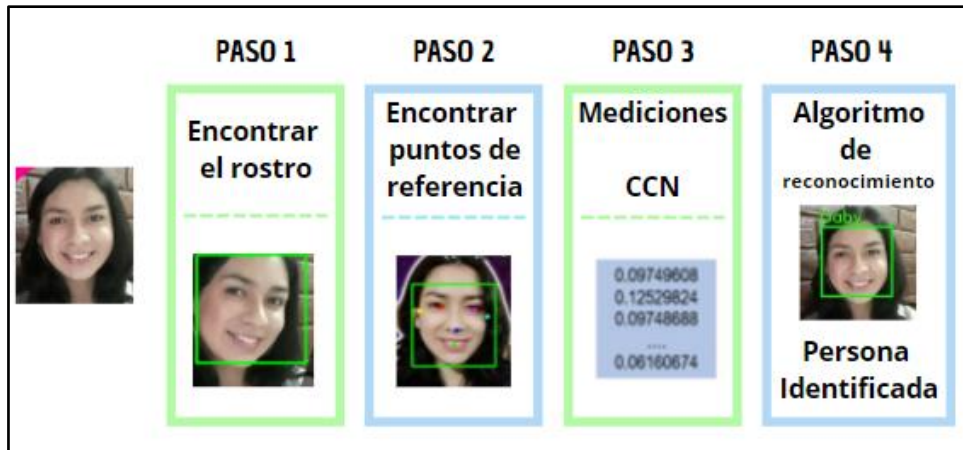 PASO 1
Encontrar
el rostro
PASO 2
Encontrar
puntos de
referencia
PASO 3
Mediciones
CCN
0.09749608
0.12529824
0.09748688
....
0.06160674
PASO 4
Algoritmo
de
reconocimiento
Daby
Persona
Identificada